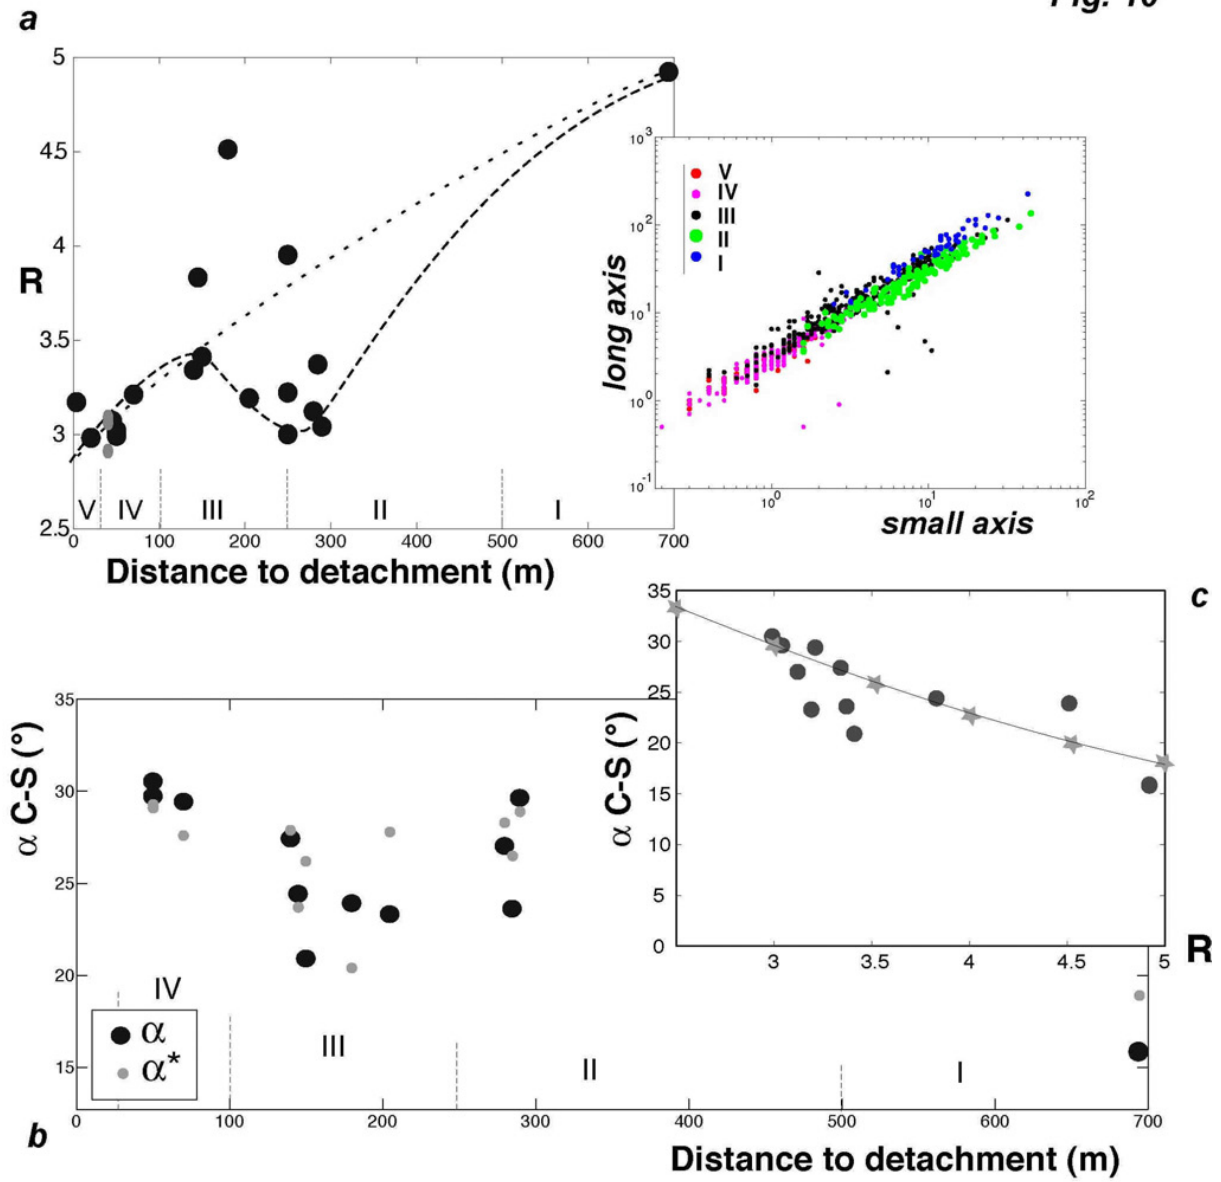 a
Fig. 10
5
45
4
R
3.5
3
2.5
V IV III II I
0 100 200 300 400 500 600 700
Distance to detachment (m)
10^3
10^2
10^1
10^0
10^-1
V
IV
III
II
I
long axis
10^0 10^1 10^2
small axis
c
35
30
25
20
15
10
5
0
α C-S (°)
3 3.5 4 4.5 5
R
35
30
25
20
15
α C-S (°)
IV
III
II
I
α
α*
0 100 200 300 400 500 600 700
b
Distance to detachment (m)